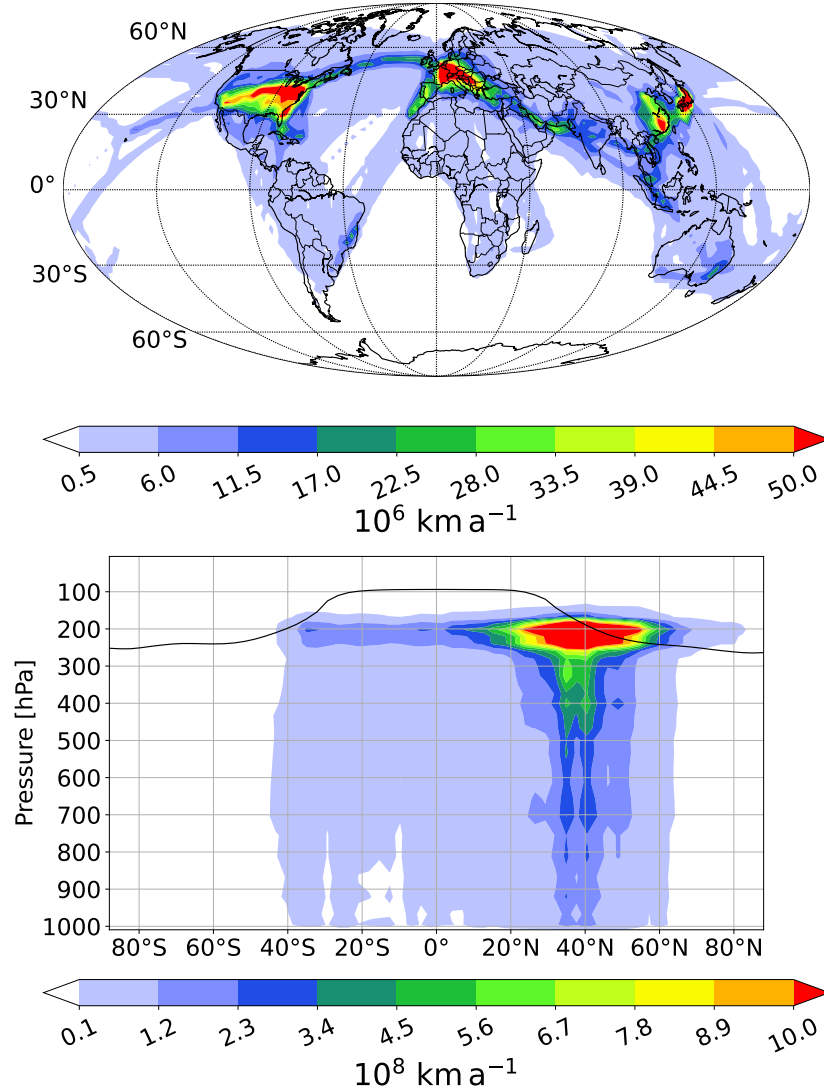 60°N
30°N
0°
30°S
60°S
0.5 6.0 11.5 17.0 22.5 28.0 33.5 39.0 44.5 50.0
10⁶ km a⁻¹
Pressure [hPa]
100
200
300
400
500
600
700
800
900
1000
80°S 60°S 40°S 20°S 0° 20°N 40°N 60°N 80°N
0.1 1.2 2.3 3.4 4.5 5.6 6.7 7.8 8.9 10.0
10⁸ km a⁻¹